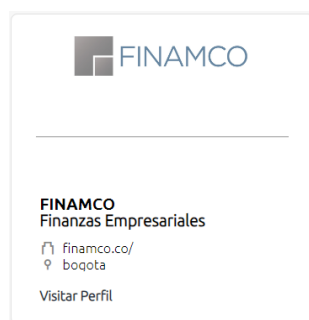 FINAMCO
FINAMCO
Finanzas Empresariales
finamco.co/
bogota
Visitar Perfil